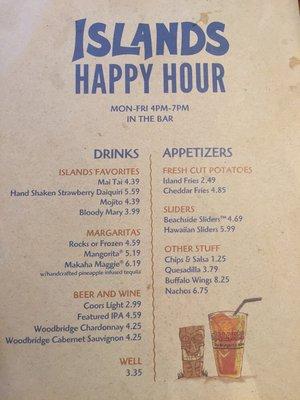 ISLANDS
HAPPY HOUR
MON-FRI 4PM-7PM
IN THE BAR
DRINKS
ISLANDS FAVORITES
Mai Tai 4.39
Hand Shaken Strawberry Daiquiri 5.59
Mojito 4.39
Bloody Mary 3.99
MARGARITAS
Rocks or Frozen 4.59
Mangorita® 5.19
Makaha Maggie® 6.19
w/handcrafted pineapple infused tequila
BEER AND WINE
Coors Light 2.99
Featured IPA 4.59
Woodbridge Chardonnay 4.25
Woodbridge Cabernet Sauvignon 4.25
WELL
3.35
APPETIZERS
FRESH CUT POTATOES
Island Fries 2.49
Cheddar Fries 4.85
SLIDERS
Beachside Sliders™ 4.69
Hawaiian Sliders 5.99
OTHER STUFF
Chips & Salsa 1.25
Quesadilla 3.79
Buffalo Wings 8.25
Nachos 6.75